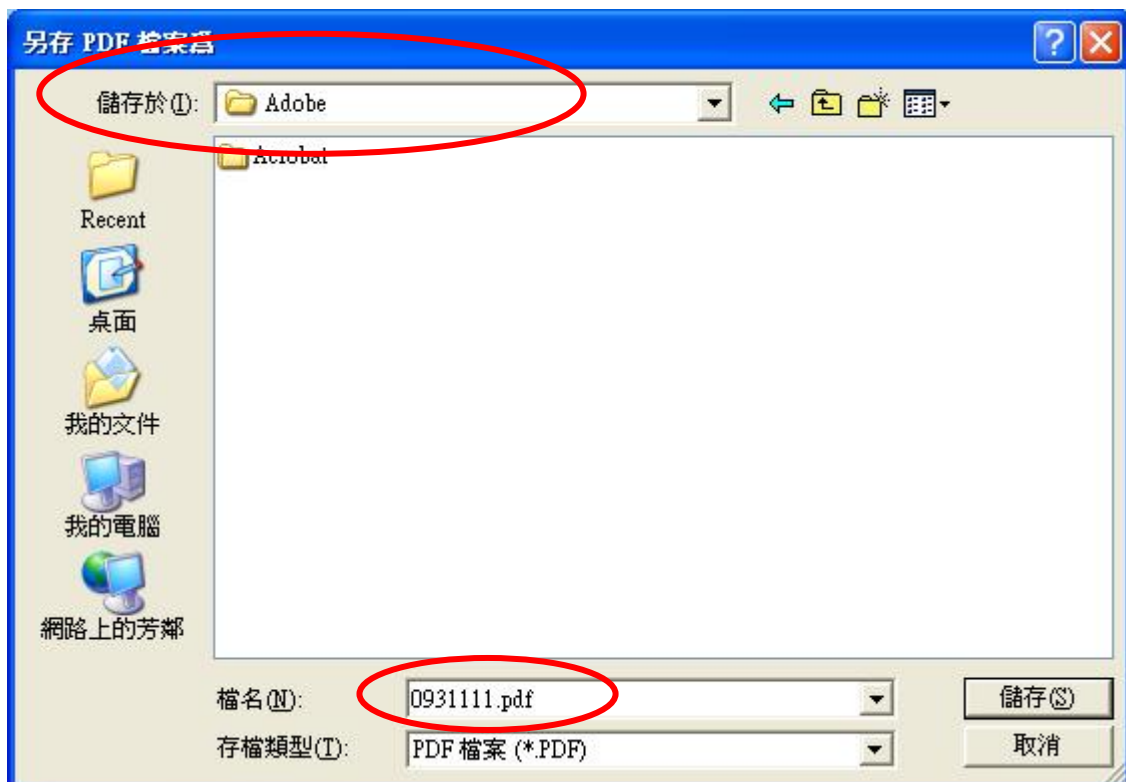 另存 PDF 檔案為
儲存於(I): Adobe
Acrobat
Recent
桌面
我的文件
我的電腦
網路上的芳鄰
檔名(N): 0931111.pdf 儲存(S)
存檔類型(T): PDF 檔案 (*.PDF) 取消